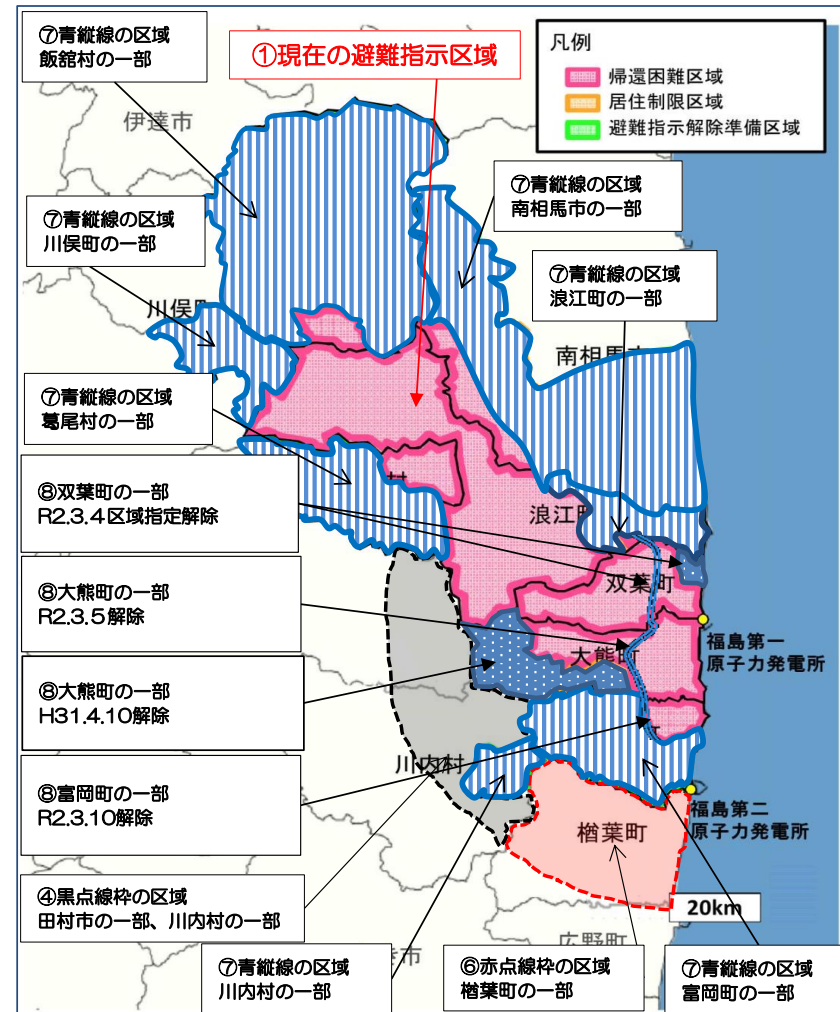 ⑦青縦線の区域
飯舘村の一部
①現在の避難指示区域
凡例
帰還困難区域
居住制限区域
避難指示解除準備区域
伊達市
⑦青縦線の区域
南相馬市の一部
⑦青縦線の区域
川俣町の一部
⑦青縦線の区域
浪江町の一部
川俣町
南相馬市
⑦青縦線の区域
葛尾村の一部
⑧双葉町の一部
R2.3.4区域指定解除
浪江町
双葉町
⑧大熊町の一部
R2.3.5解除
大熊町
福島第一
原子力発電所
⑧大熊町の一部
H31.4.10解除
川内村
⑧富岡町の一部
R2.3.10解除
福島第二
原子力発電所
楢葉町
④黒点線枠の区域
田村市の一部、川内村の一部
20km
広野町
市
⑦青縦線の区域
川内村の一部
⑥赤点線枠の区域
楢葉町の一部
⑦青縦線の区域
富岡町の一部